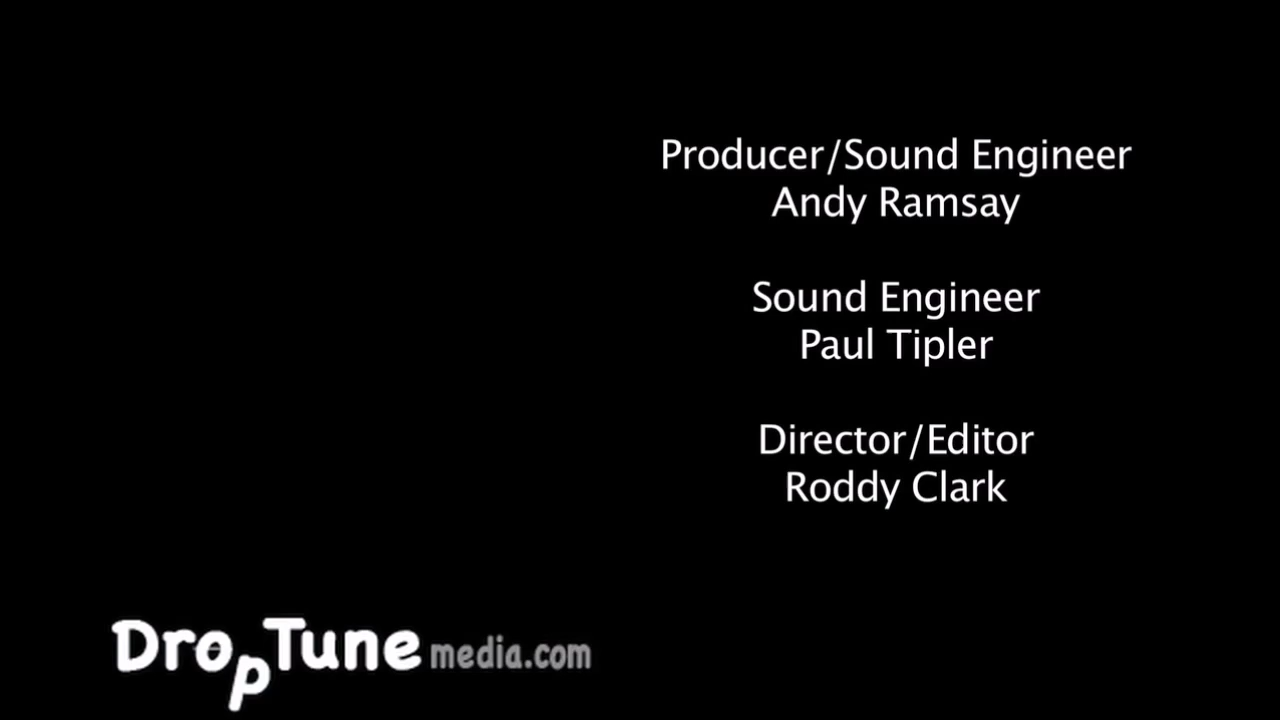 Producer/Sound Engineer
Andy Ramsay
Sound Engineer
Paul Tipler
Director/Editor
Roddy Clark
DropTune media.com